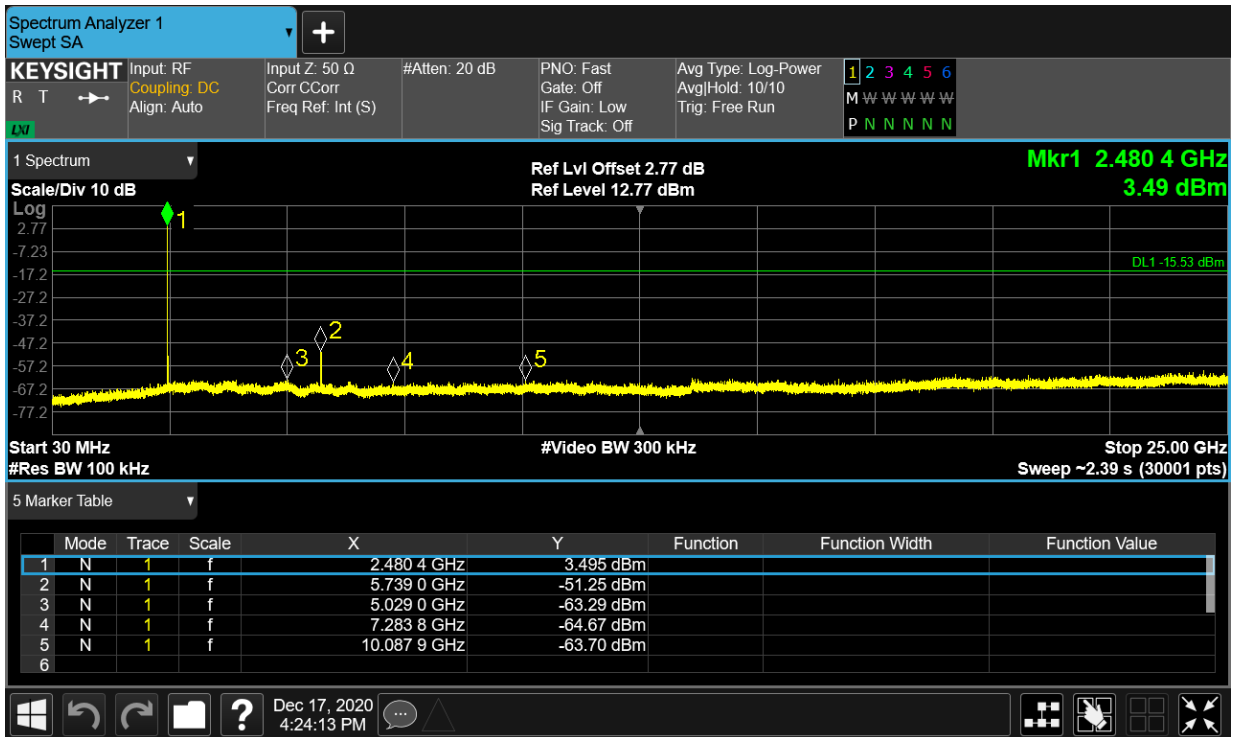 Spectrum Analyzer 1
Swept SA
KEYSIGHT
R T
LXI
Input: RF
Coupling: DC
Align: Auto
Input Z: 50 Ω
Corr CCorr
Freq Ref: Int (S)
#Atten: 20 dB
PNO: Fast
Gate: Off
IF Gain: Low
Sig Track: Off
Avg Type: Log-Power
Avg|Hold: 10/10
Trig: Free Run
1 2 3 4 5 6
M W W W W W
P N N N N N
1 Spectrum
Scale/Div 10 dB
Ref Lvl Offset 2.77 dB
Ref Level 12.77 dBm
Mkr1 2.480 4 GHz
3.49 dBm
Log
2.77
-7.23
-17.2
-27.2
-37.2
-47.2
-57.2
-67.2
-77.2
1
DL1 -15.53 dBm
2
3
4
5
Start 30 MHz
#Video BW 300 kHz
Stop 25.00 GHz
#Res BW 100 kHz
Sweep ~2.39 s (30001 pts)
5 Marker Table
Mode Trace Scale X Y Function Function Width Function Value
1 N 1 f 2.480 4 GHz 3.495 dBm
2 N 1 f 5.739 0 GHz -51.25 dBm
3 N 1 f 5.029 0 GHz -63.29 dBm
4 N 1 f 7.283 8 GHz -64.67 dBm
5 N 1 f 10.087 9 GHz -63.70 dBm
6
?
Dec 17, 2020
4:24:13 PM